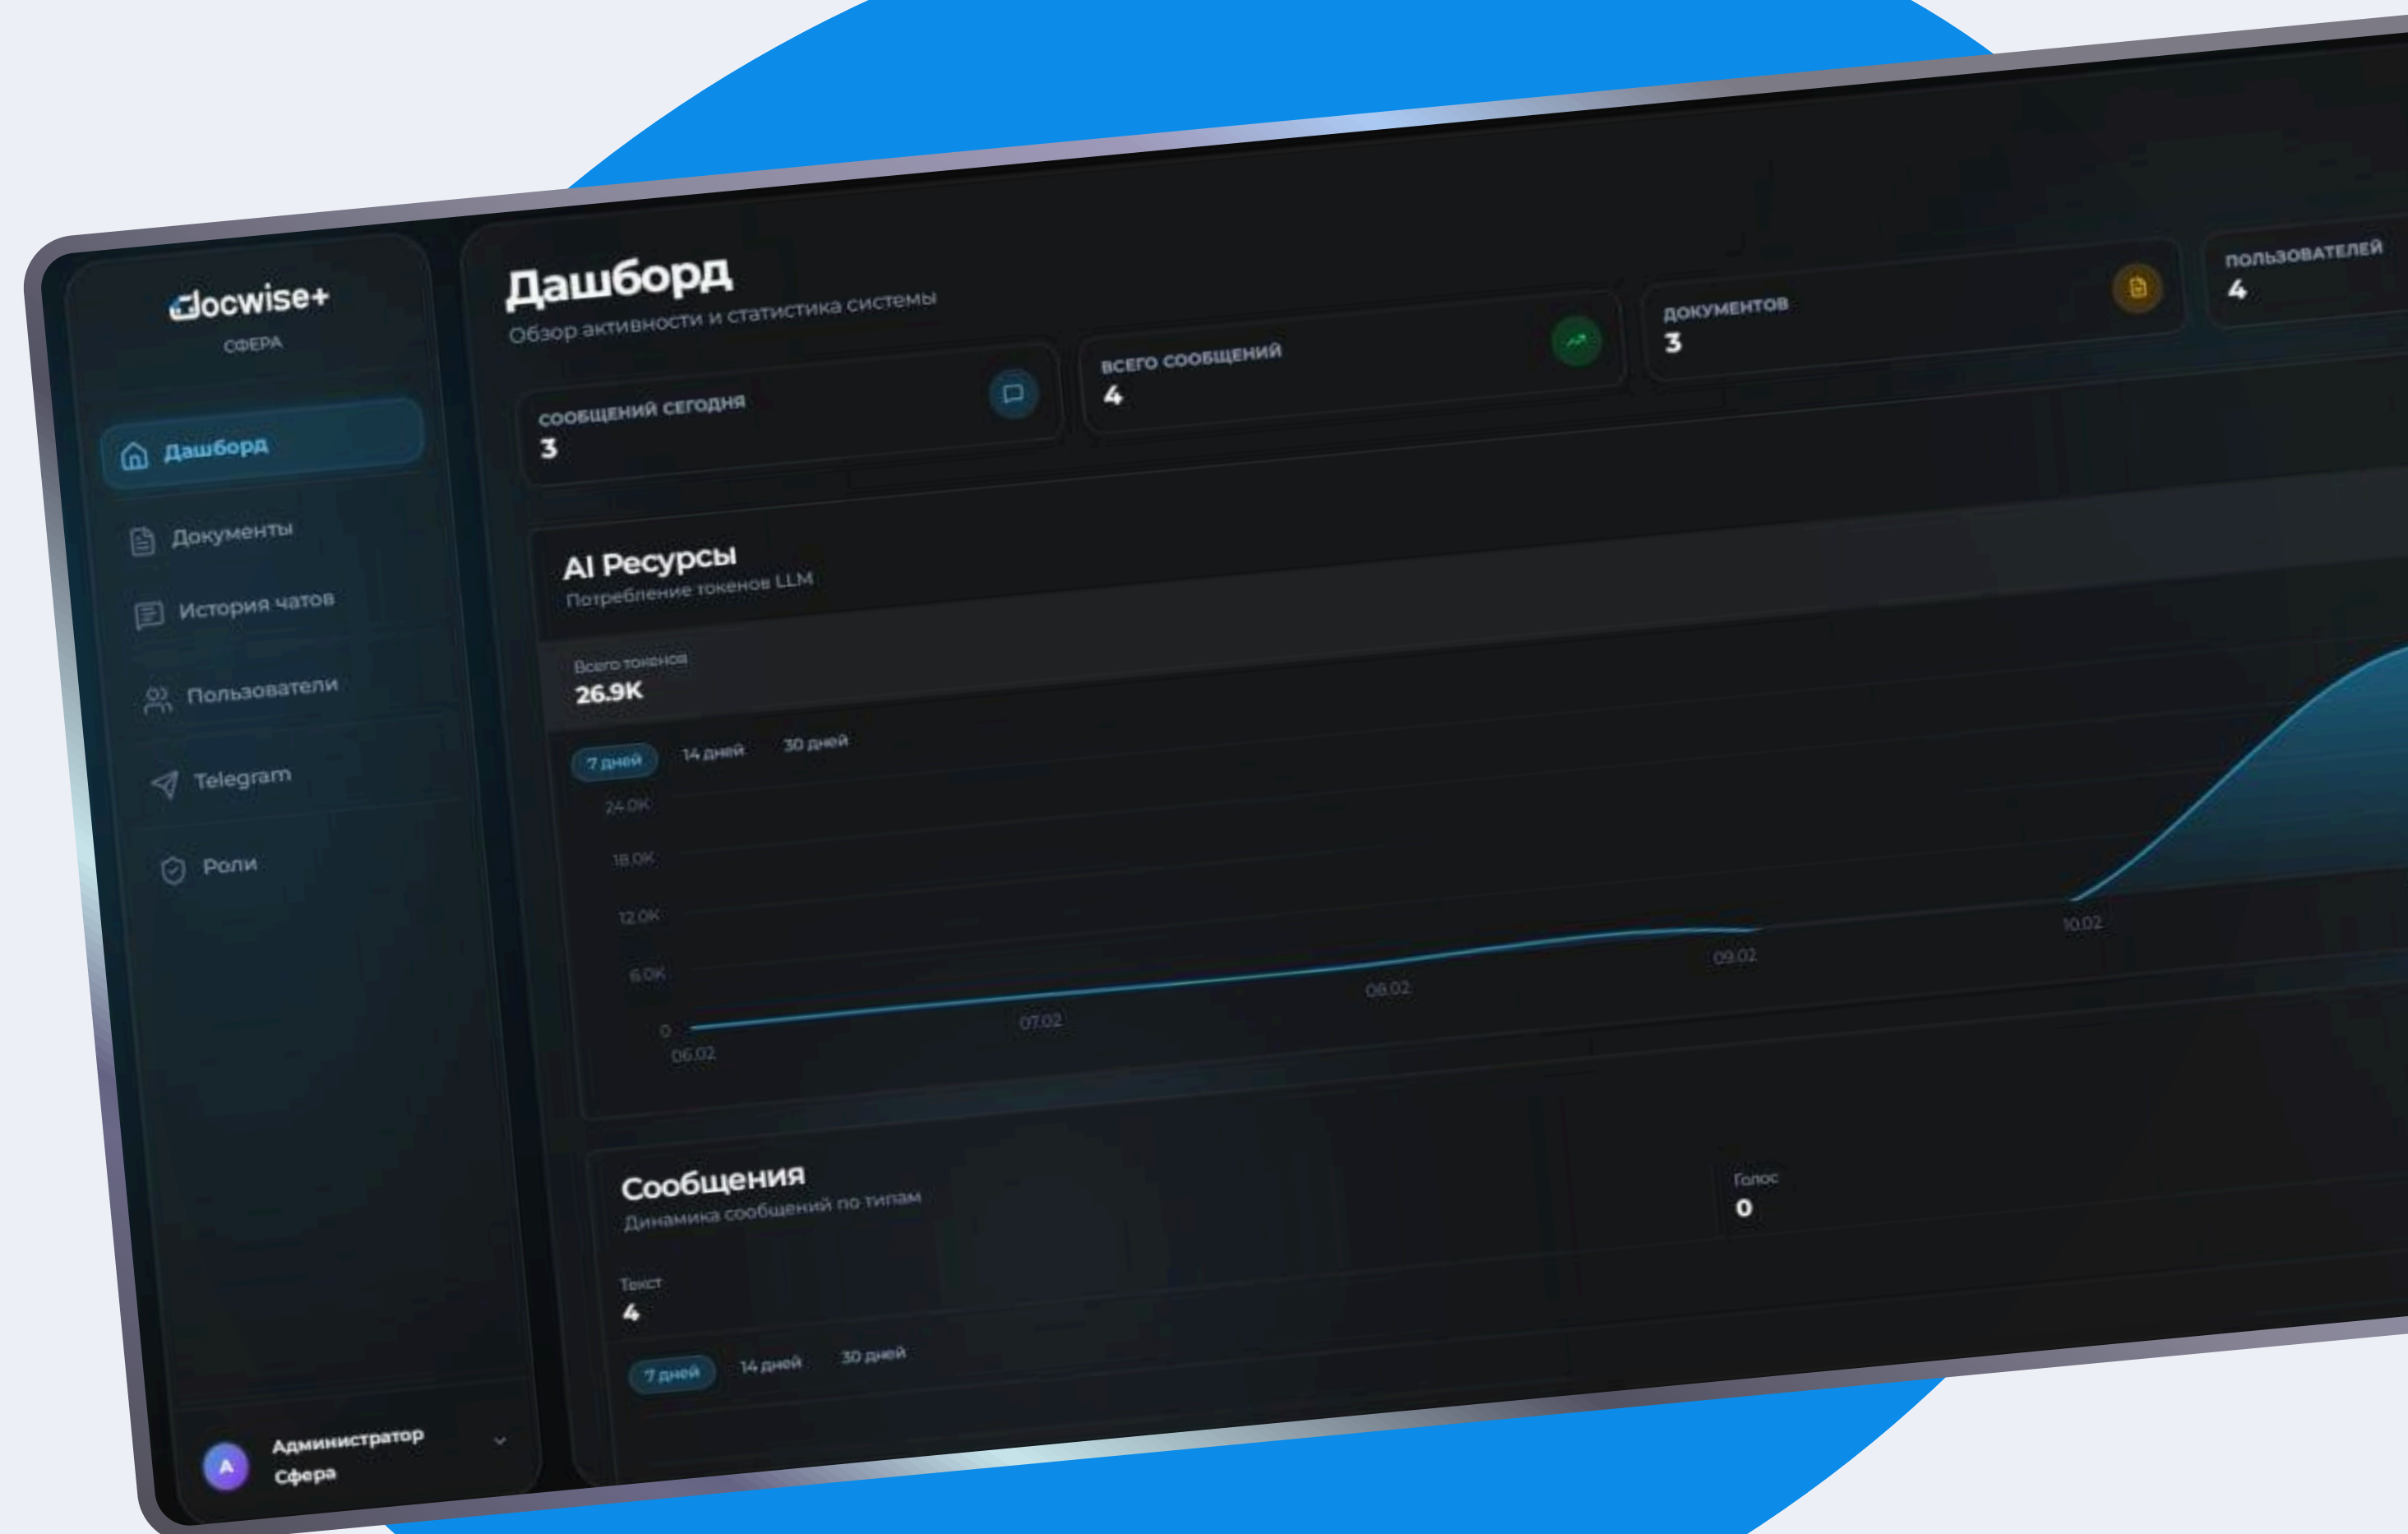 docwise+
СФЕРА
Дашборд
Документы
История чатов
Пользователи
Telegram
Роли
А
Администратор
Сфера
Дашборд
Обзор активности и статистика системы
СООБЩЕНИЙ СЕГОДНЯ
3
ВСЕГО СООБЩЕНИЙ
4
ДОКУМЕНТОВ
3
ПОЛЬЗОВАТЕЛЕЙ
4
AI Ресурсы
Потребление токенов LLM
Всего токенов
26.9K
7 дней 14 дней 30 дней
24.0K
18.0K
12.0K
6.0K
0
06.02 07.02 08.02 09.02 10.02
Сообщения
Динамика сообщений по типам
Текст
4
Голос
0
7 дней 14 дней 30 дней